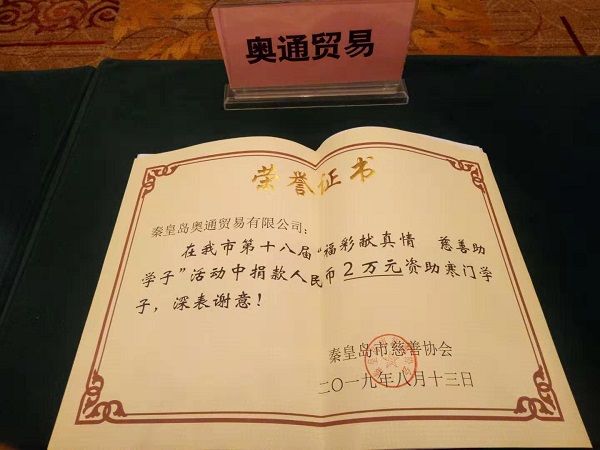 奥通贸易
荣誉证书
秦皇岛奥通贸易有限公司：
在我市第十八届“福彩献真情　慈善助
学子”活动中捐款人民币2万元资助寒门学
子，深表谢意！
秦皇岛市慈善协会
二〇一九年八月十三日